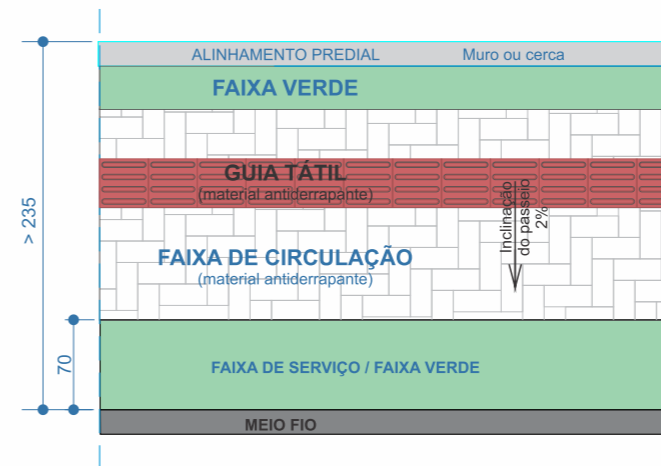 ALINHAMENTO PREDIAL Muro ou cerca
FAIXA VERDE
GUIA TÁTIL
(material antiderrapante)
> 235
Inclinação
do passeio
2%
FAIXA DE CIRCULAÇÃO
(material antiderrapante)
70
FAIXA DE SERVIÇO / FAIXA VERDE
MEIO FIO